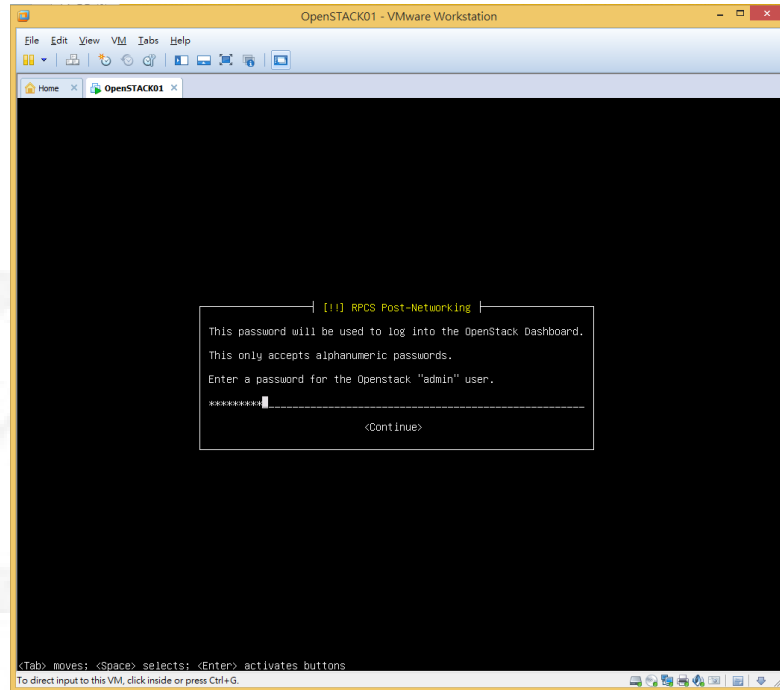 OpenSTACK01 - VMware Workstation
File Edit View VM Tabs Help
Home OpenSTACK01
[!!] RPCS Post-Networking
This password will be used to log into the OpenStack Dashboard.
This only accepts alphanumeric passwords.
Enter a password for the Openstack "admin" user.
*********
<Continue>
<Tab> moves; <Space> selects; <Enter> activates buttons
To direct input to this VM, click inside or press Ctrl+G.